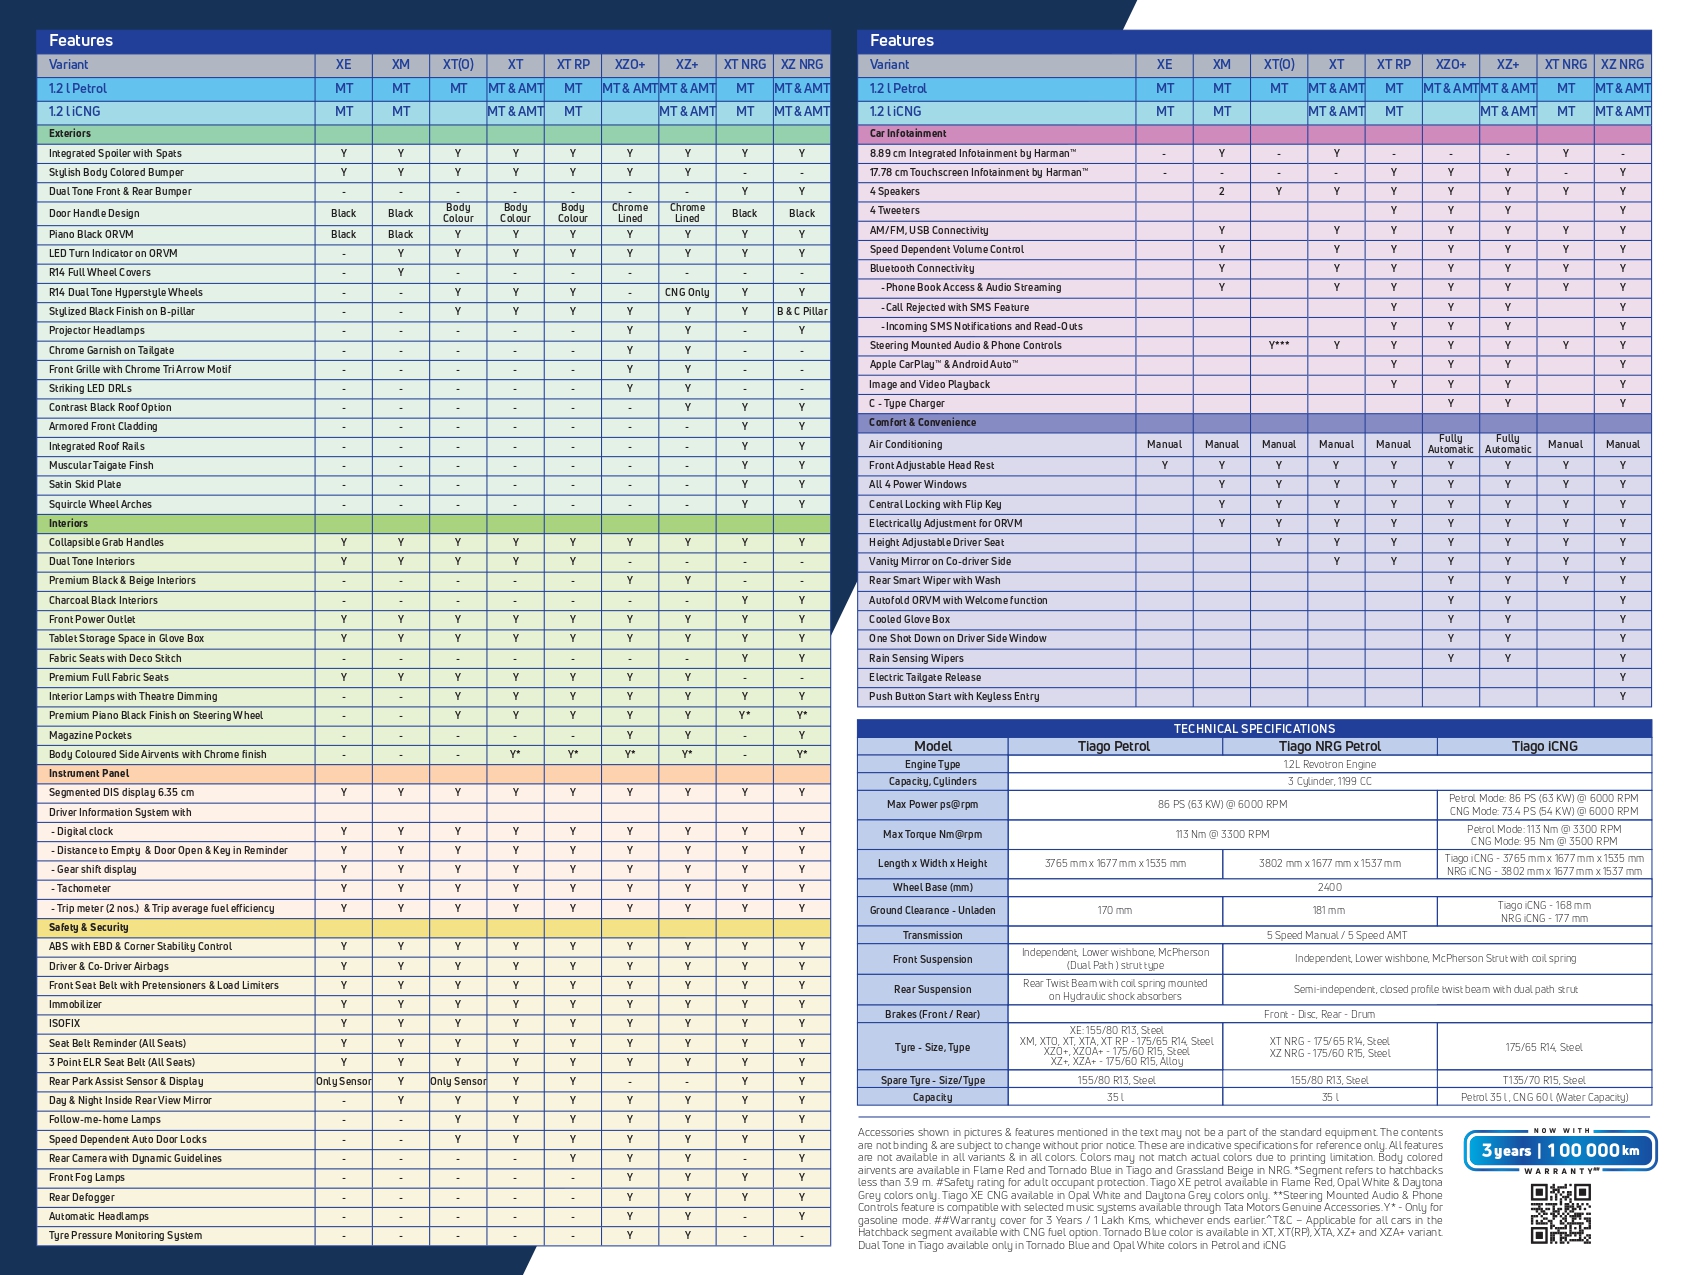 Features
Variant XE XM XT(O) XT XT RP XZO+ XZ+ XT NRG XZ NRG
1.2 l Petrol MT MT MT MT & AMT MT MT & AMT MT & AMT MT MT & AMT
1.2 l iCNG MT MT MT & AMT MT MT & AMT MT MT & AMT
Exteriors
Integrated Spoiler with Spats Y Y Y Y Y Y Y Y Y
Stylish Body Colored Bumper Y Y Y Y Y Y Y - -
Dual Tone Front & Rear Bumper - - - - - - - Y Y
Door Handle Design Black Black Body Colour Body Colour Body Colour Chrome Lined Chrome Lined Black Black
Piano Black ORVM Black Black Y Y Y Y Y Y Y
LED Turn Indicator on ORVM - Y Y Y Y Y Y Y Y
R14 Full Wheel Covers - Y - - - - - - -
R14 Dual Tone Hyperstyle Wheels - - Y Y Y - CNG Only Y Y
Stylized Black Finish on B-pillar - - Y Y Y Y Y Y B & C Pillar
Projector Headlamps - - - - - Y Y - Y
Chrome Garnish on Tailgate - - - - - Y Y - -
Front Grille with Chrome Tri Arrow Motif - - - - - Y Y - -
Striking LED DRLs - - - - - Y Y - -
Contrast Black Roof Option - - - - - - Y Y Y
Armored Front Cladding - - - - - - - Y Y
Integrated Roof Rails - - - - - - - Y Y
Muscular Taigate Finsh - - - - - - - Y Y
Satin Skid Plate - - - - - - - Y Y
Squircle Wheel Arches - - - - - - - Y Y
Interiors
Collapsible Grab Handles Y Y Y Y Y Y Y Y Y
Dual Tone Interiors Y Y Y Y Y - - - -
Premium Black & Beige Interiors - - - - - Y Y - -
Charcoal Black Interiors - - - - - - - Y Y
Front Power Outlet Y Y Y Y Y Y Y Y Y
Tablet Storage Space in Glove Box Y Y Y Y Y Y Y Y Y
Fabric Seats with Deco Stitch - - - - - - - Y Y
Premium Full Fabric Seats Y Y Y Y Y Y Y - -
Interior Lamps with Theatre Dimming - - Y Y Y Y Y Y Y
Premium Piano Black Finish on Steering Wheel - - Y Y Y Y Y Y* Y*
Magazine Pockets - - - - - Y Y - Y
Body Coloured Side Airvents with Chrome finish - - - Y* Y* Y* Y* - Y*
Instrument Panel
Segmented DIS display 6.35 cm Y Y Y Y Y Y Y Y Y
Driver Information System with
- Digital clock Y Y Y Y Y Y Y Y Y
- Distance to Empty & Door Open & Key in Reminder Y Y Y Y Y Y Y Y Y
- Gear shift display Y Y Y Y Y Y Y Y Y
- Tachometer Y Y Y Y Y Y Y Y Y
- Trip meter (2 nos.) & Trip average fuel efficiency Y Y Y Y Y Y Y Y Y
Safety & Security
ABS with EBD & Corner Stability Control Y Y Y Y Y Y Y Y Y
Driver & Co-Driver Airbags Y Y Y Y Y Y Y Y Y
Front Seat Belt with Pretensioners & Load Limiters Y Y Y Y Y Y Y Y Y
Immobilizer Y Y Y Y Y Y Y Y Y
ISOFIX Y Y Y Y Y Y Y Y Y
Seat Belt Reminder (All Seats) Y Y Y Y Y Y Y Y Y
3 Point ELR Seat Belt (All Seats) Y Y Y Y Y Y Y Y Y
Rear Park Assist Sensor & Display Only Sensor Y Only Sensor Y Y - - Y Y
Day & Night Inside Rear View Mirror - Y Y Y Y Y Y Y Y
Follow-me-home Lamps - - Y Y Y Y Y Y Y
Speed Dependent Auto Door Locks - - Y Y Y Y Y Y Y
Rear Camera with Dynamic Guidelines - - - - Y Y Y - Y
Front Fog Lamps - - - - - Y Y Y Y
Rear Defogger - - - - - Y Y Y Y
Automatic Headlamps - - - - - Y Y - Y
Tyre Pressure Monitoring System - - - - - Y Y - -
Features
Variant XE XM XT(O) XT XT RP XZO+ XZ+ XT NRG XZ NRG
1.2 l Petrol MT MT MT MT & AMT MT MT & AMT MT & AMT MT MT & AMT
1.2 l iCNG MT MT MT & AMT MT MT & AMT MT MT & AMT
Car Infotainment
8.89 cm Integrated Infotainment by Harman™ - Y - Y - - - Y -
17.78 cm Touchscreen Infotainment by Harman™ - - - - Y Y Y - Y
4 Speakers 2 Y Y Y Y Y Y Y
4 Tweeters Y Y Y Y
AM/FM, USB Connectivity Y Y Y Y Y Y Y
Speed Dependent Volume Control Y Y Y Y Y Y Y
Bluetooth Connectivity Y Y Y Y Y Y Y
-Phone Book Access & Audio Streaming Y Y Y Y Y Y Y
-Call Rejected with SMS Feature Y Y Y Y
-Incoming SMS Notifications and Read-Outs Y Y Y Y
Steering Mounted Audio & Phone Controls Y*** Y Y Y Y Y Y
Apple CarPlay™ & Android Auto™ Y Y Y Y
Image and Video Playback Y Y Y Y
C - Type Charger Y Y Y
Comfort & Convenience
Air Conditioning Manual Manual Manual Manual Manual Fully Automatic Fully Automatic Manual Manual
Front Adjustable Head Rest Y Y Y Y Y Y Y Y Y
All 4 Power Windows Y Y Y Y Y Y Y Y
Central Locking with Flip Key Y Y Y Y Y Y Y Y
Electrically Adjustment for ORVM Y Y Y Y Y Y Y Y
Height Adjustable Driver Seat Y Y Y Y Y Y Y
Vanity Mirror on Co-driver Side Y Y Y Y Y Y
Rear Smart Wiper with Wash Y Y Y Y
Autofold ORVM with Welcome function Y Y Y
Cooled Glove Box Y Y Y
One Shot Down on Driver Side Window Y Y Y
Rain Sensing Wipers Y Y Y
Electric Tailgate Release Y
Push Button Start with Keyless Entry Y
TECHNICAL SPECIFICATIONS
Model Tiago Petrol Tiago NRG Petrol Tiago iCNG
Engine Type 1.2L Revotron Engine
Capacity, Cylinders 3 Cylinder, 1199 CC
Max Power ps@rpm 86 PS (63 KW) @ 6000 RPM Petrol Mode: 86 PS (63 KW) @ 6000 RPM
CNG Mode: 73.4 PS (54 KW) @ 6000 RPM
Max Torque Nm@rpm 113 Nm @ 3300 RPM Petrol Mode: 113 Nm @ 3300 RPM
CNG Mode: 95 Nm @ 3500 RPM
Length x Width x Height 3765 mm x 1677 mm x 1535 mm 3802 mm x 1677 mm x 1537 mm Tiago iCNG - 3765 mm x 1677 mm x 1535 mm
NRG iCNG - 3802 mm x 1677 mm x 1537 mm
Wheel Base (mm) 2400
Ground Clearance - Unladen 170 mm 181 mm Tiago iCNG - 168 mm
NRG iCNG - 177 mm
Transmission 5 Speed Manual / 5 Speed AMT
Front Suspension Independent, Lower wishbone, McPherson (Dual Path ) strut type Independent, Lower wishbone, McPherson Strut with coil spring
Rear Suspension Rear Twist Beam with coil spring mounted on Hydraulic shock absorbers Semi-independent, closed profile twist beam with dual path strut
Brakes (Front / Rear) Front - Disc, Rear - Drum
Tyre - Size, Type XE: 155/80 R13, Steel
XM, XTO, XT, XTA, XT RP - 175/65 R14, Steel
XZO+, XZOA+ - 175/60 R15, Steel
XZ+, XZA+ - 175/60 R15, Alloy
XT NRG - 175/65 R14, Steel
XZ NRG - 175/60 R15, Steel
175/65 R14, Steel
Spare Tyre - Size/Type 155/80 R13, Steel 155/80 R13, Steel T135/70 R15, Steel
Capacity 35 l 35 l Petrol 35 l , CNG 60 l (Water Capacity)
Accessories shown in pictures & features mentioned in the text may not be a part of the standard equipment. The contents
are not binding & are subject to change without prior notice. These are indicative specifications for reference only. All features
are not available in all variants & in all colors. Colors may not match actual colors due to printing limitation. Body colored
airvents are available in Flame Red and Tornado Blue in Tiago and Grassland Beige in NRG. *Segment refers to hatchbacks
less than 3.9 m. #Safety rating for adult occupant protection. Tiago XE petrol available in Flame Red, Opal White & Daytona
Grey colors only. Tiago XE CNG available in Opal White and Daytona Grey colors only. **Steering Mounted Audio & Phone
Controls feature is compatible with selected music systems available through Tata Motors Genuine Accessories. Y* - Only for
gasoline mode. ##Warranty cover for 3 Years / 1 Lakh Kms, whichever ends earlier.^T&C – Applicable for all cars in the
Hatchback segment available with CNG fuel option. Tornado Blue color is available in XT, XT(RP), XTA, XZ+ and XZA+ variant.
Dual Tone in Tiago available only in Tornado Blue and Opal White colors in Petrol and iCNG
NOW WITH
3 years | 100 000 km
WARRANTY##